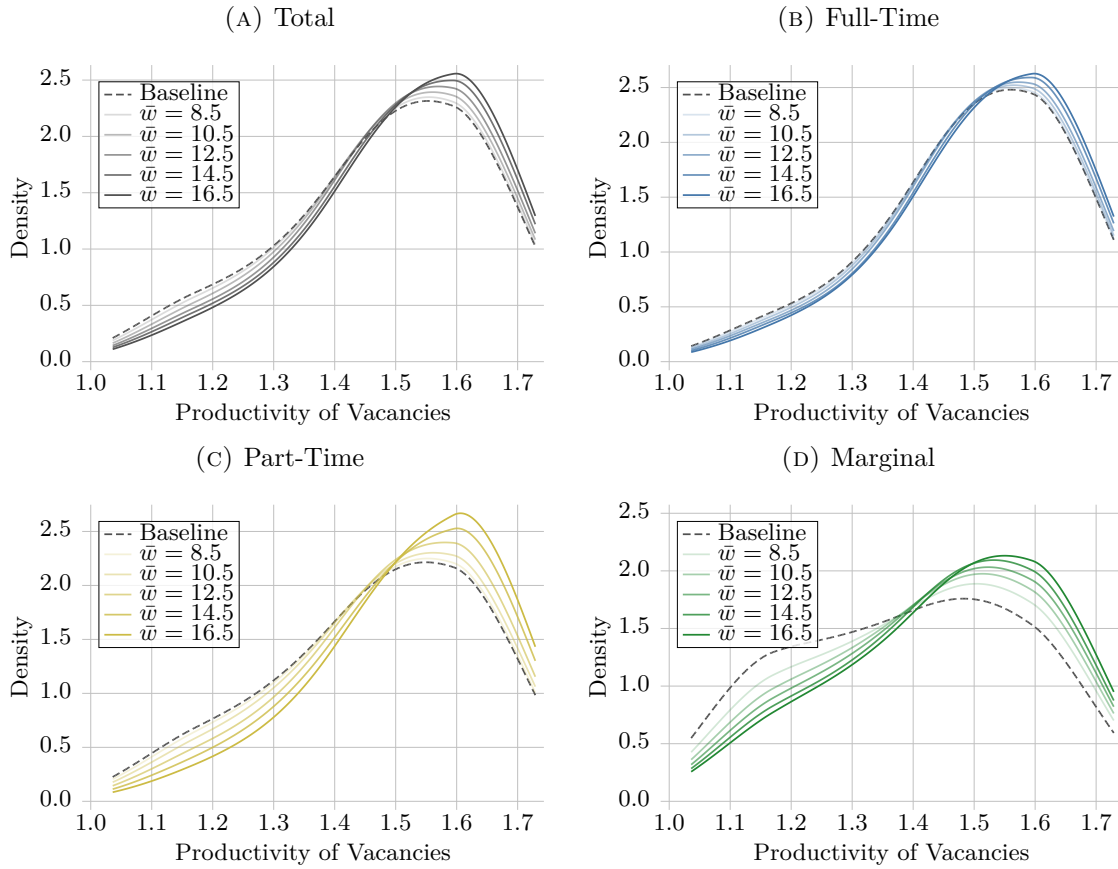 (A) Total
2.5
2.0
1.5
1.0
0.5
0.0
Density
Baseline
w̄ = 8.5
w̄ = 10.5
w̄ = 12.5
w̄ = 14.5
w̄ = 16.5
1.0 1.1 1.2 1.3 1.4 1.5 1.6 1.7
Productivity of Vacancies
(B) Full-Time
2.5
2.0
1.5
1.0
0.5
0.0
Density
Baseline
w̄ = 8.5
w̄ = 10.5
w̄ = 12.5
w̄ = 14.5
w̄ = 16.5
1.0 1.1 1.2 1.3 1.4 1.5 1.6 1.7
Productivity of Vacancies
(C) Part-Time
2.5
2.0
1.5
1.0
0.5
0.0
Density
Baseline
w̄ = 8.5
w̄ = 10.5
w̄ = 12.5
w̄ = 14.5
w̄ = 16.5
1.0 1.1 1.2 1.3 1.4 1.5 1.6 1.7
Productivity of Vacancies
(D) Marginal
2.5
2.0
1.5
1.0
0.5
0.0
Density
Baseline
w̄ = 8.5
w̄ = 10.5
w̄ = 12.5
w̄ = 14.5
w̄ = 16.5
1.0 1.1 1.2 1.3 1.4 1.5 1.6 1.7
Productivity of Vacancies